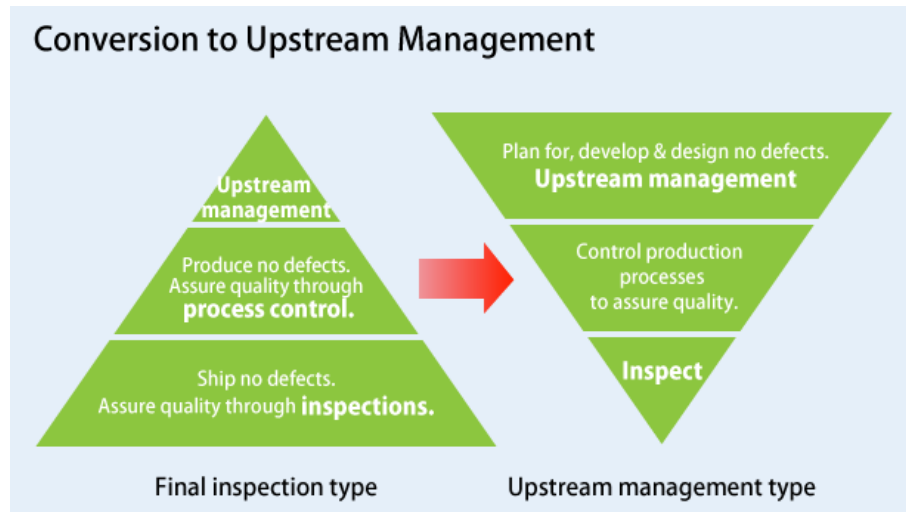 Conversion to Upstream Management
Upstream
management
Produce no defects.
Assure quality through
process control.
Ship no defects.
Assure quality through inspections.
Final inspection type
Plan for, develop & design no defects.
Upstream management
Control production
processes
to assure quality.
Inspect
Upstream management type